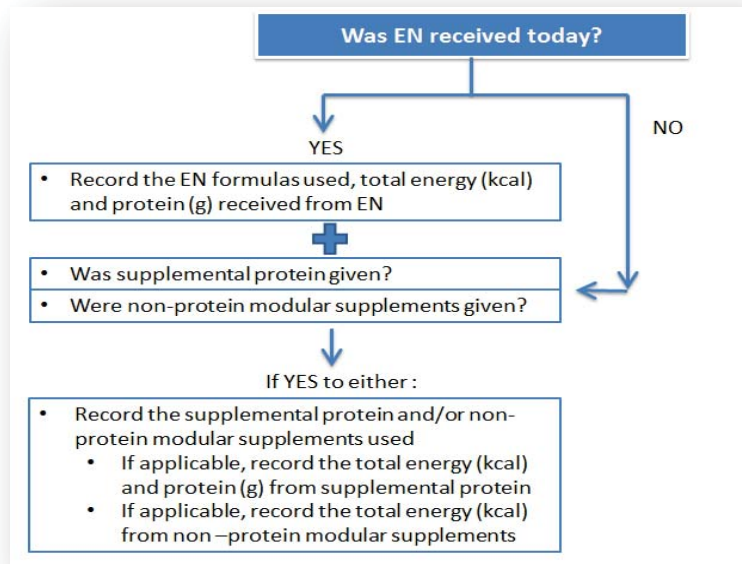 Was EN received today?
YES
NO
• Record the EN formulas used, total energy (kcal)
and protein (g) received from EN
• Was supplemental protein given?
• Were non-protein modular supplements given?
If YES to either :
• Record the supplemental protein and/or non-
protein modular supplements used
• If applicable, record the total energy (kcal)
and protein (g) from supplemental protein
• If applicable, record the total energy (kcal)
from non –protein modular supplements